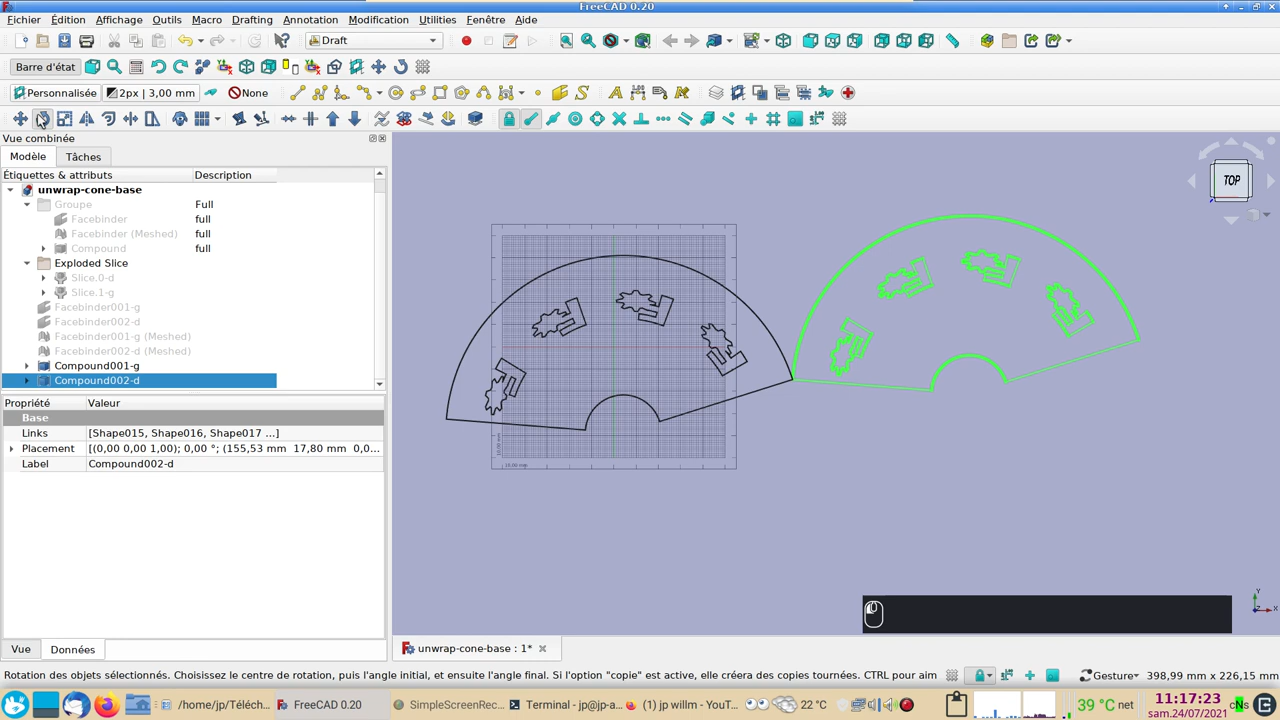 FreeCAD 0.20
Fichier Édition Affichage Outils Macro Drafting Annotation Modification Utilities Fenêtre Aide
Draft
Barre d'état
Personnalisée 2px | 3,00 mm None
Vue combinée
Modèle Tâches
Étiquettes & attributs Description
unwrap-cone-base
Groupe Full
Facebinder full
Facebinder (Meshed) full
Compound full
Exploded Slice
Slice.0-d
Slice.1-g
Facebinder001-g
Facebinder002-d
Facebinder001-g (Meshed)
Facebinder002-d (Meshed)
Compound001-g
Compound002-d
Propriété Valeur
Base
Links [Shape015, Shape016, Shape017 ...]
Placement [(0,00 0,00 1,00); 0,00 °; (155,53 mm 17,80 mm 0,0...
Label Compound002-d
Vue Données
TOP
10,00 mm
10,00 mm
Y
X
unwrap-cone-base : 1*
Rotation des objets sélectionnés. Choisissez le centre de rotation, puis l'angle initial, et ensuite l'angle final. Si l'option "copie" est active, elle créera des copies tournées. CTRL pour aim
Gesture 398,99 mm x 226,15 mm
/home/jp/Téléch... FreeCAD 0.20 SimpleScreenRec... Terminal - jp@jp-a... (1) jp willm - YouT... 22 °C 39 °C net 11:17:23
sam.24/07/2021
cNs